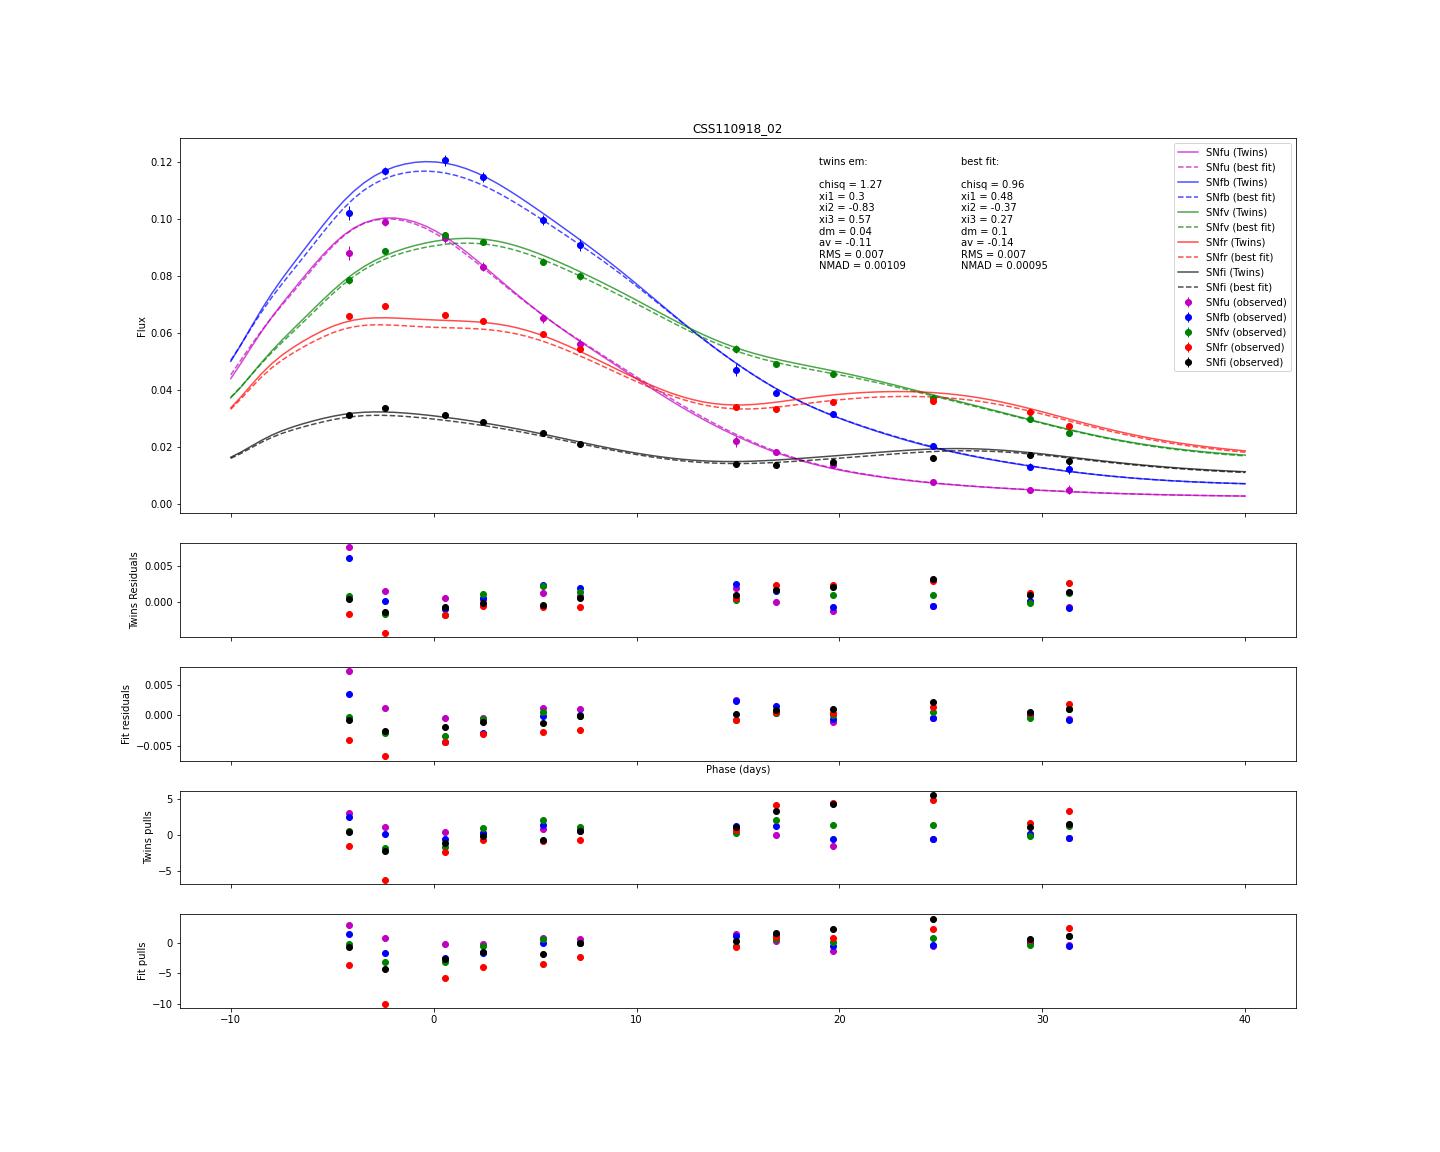 CSS110918_02
Flux
0.12
0.10
0.08
0.06
0.04
0.02
0.00
twins em:
chisq = 1.27
xi1 = 0.3
xi2 = -0.83
xi3 = 0.57
dm = 0.04
av = -0.11
RMS = 0.007
NMAD = 0.00109
best fit:
chisq = 0.96
xi1 = 0.48
xi2 = -0.37
xi3 = 0.27
dm = 0.1
av = -0.14
RMS = 0.007
NMAD = 0.00095
SNfu (Twins)
SNfu (best fit)
SNfb (Twins)
SNfb (best fit)
SNfv (Twins)
SNfv (best fit)
SNfr (Twins)
SNfr (best fit)
SNfi (Twins)
SNfi (best fit)
SNfu (observed)
SNfb (observed)
SNfv (observed)
SNfr (observed)
SNfi (observed)
Twins Residuals
0.005
0.000
Fit residuals
0.005
0.000
−0.005
Phase (days)
Twins pulls
5
0
−5
Fit pulls
0
−5
−10
−10
0
10
20
30
40